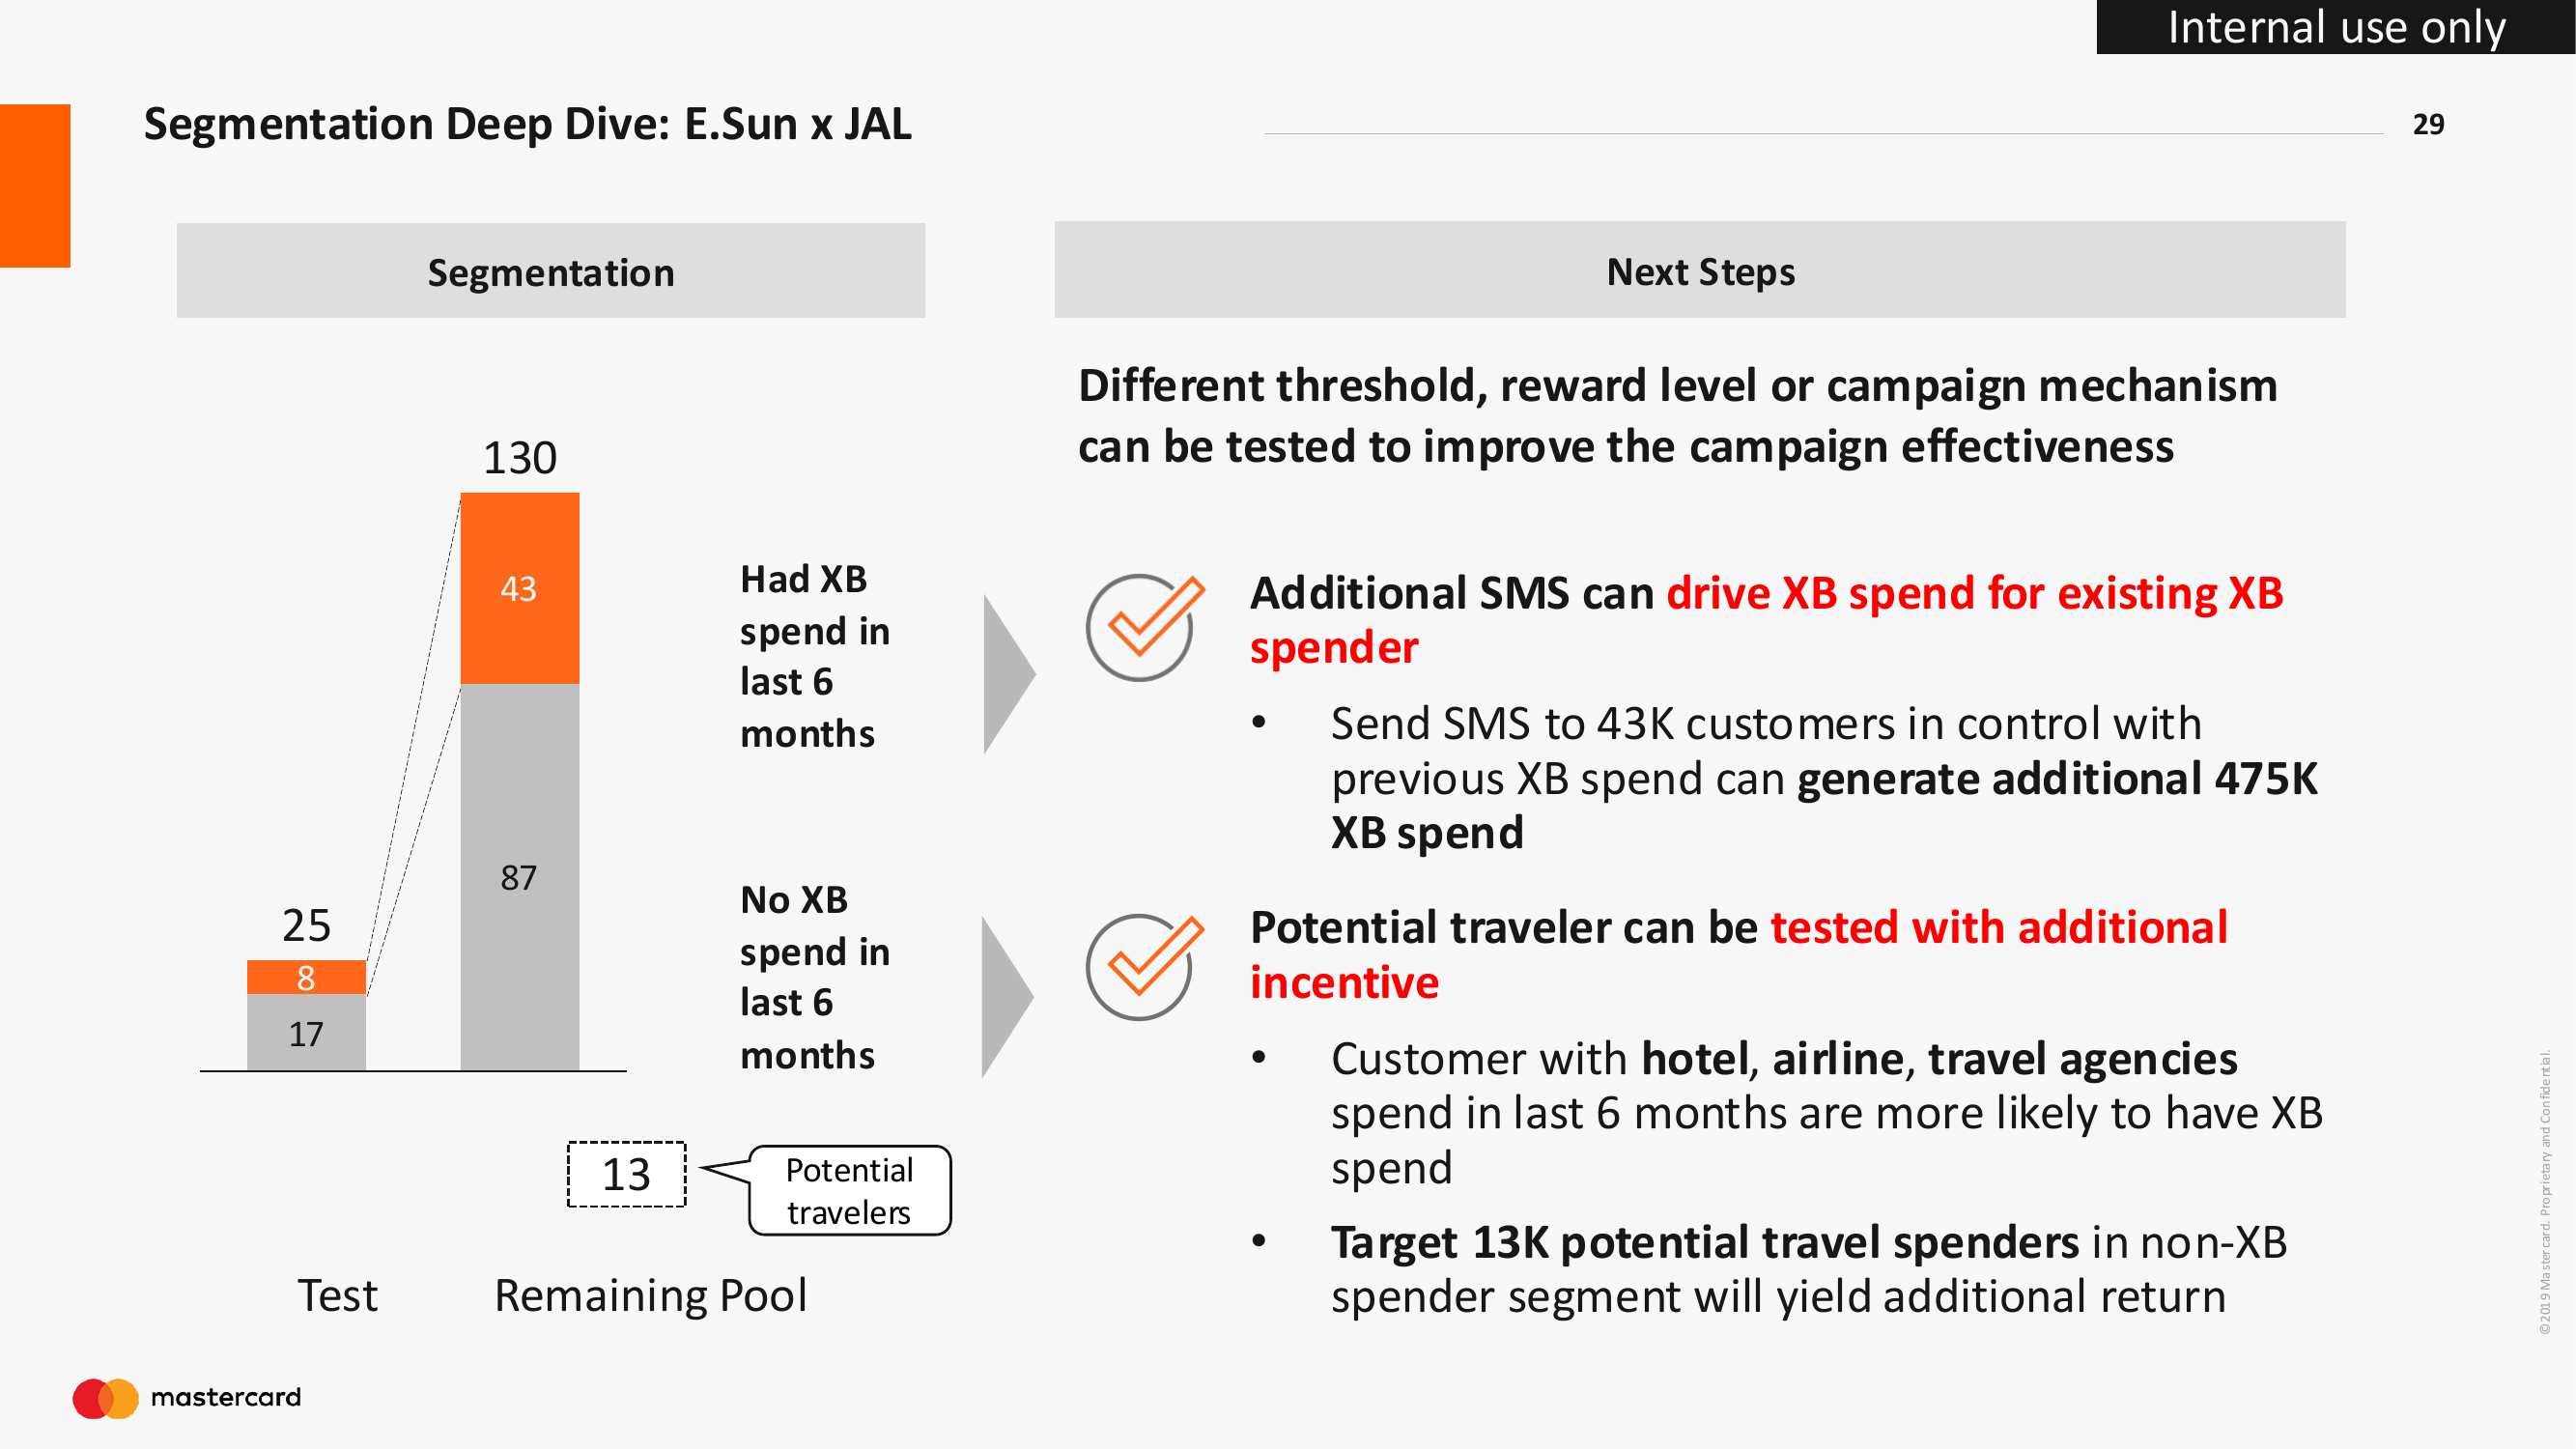 Internal use only
Segmentation Deep Dive: E.Sun x JAL
29
Segmentation
130
43
87
25
8
17
Had XB
spend in
last 6
months
No XB
spend in
last 6
months
13
Potential
travelers
Test
Remaining Pool
Next Steps
Different threshold, reward level or campaign mechanism
can be tested to improve the campaign effectiveness
Additional SMS can drive XB spend for existing XB
spender
• Send SMS to 43K customers in control with
previous XB spend can generate additional 475K
XB spend
Potential traveler can be tested with additional
incentive
• Customer with hotel, airline, travel agencies
spend in last 6 months are more likely to have XB
spend
• Target 13K potential travel spenders in non-XB
spender segment will yield additional return
©2019 Mastercard. Proprietary and Confidential.
mastercard